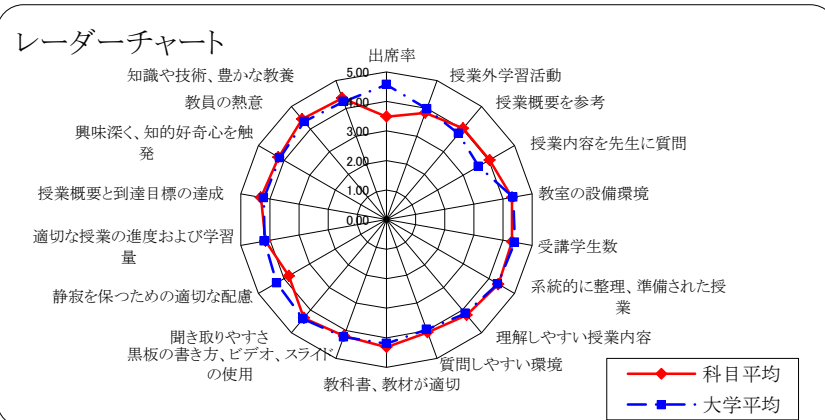 レーダーチャート
出席率
授業外学習活動
授業概要を参考
授業内容を先生に質問
教室の設備環境
受講学生数
系統的に整理、準備された授
業
理解しやすい授業内容
質問しやすい環境
教科書、教材が適切
黒板の書き方、ビデオ、スライド
の使用
聞き取りやすさ
静寂を保つための適切な配慮
適切な授業の進度および学習
量
授業概要と到達目標の達成
興味深く、知的好奇心を触
発
教員の熱意
知識や技術、豊かな教養
5.00
4.00
3.00
2.00
1.00
0.00
科目平均
大学平均